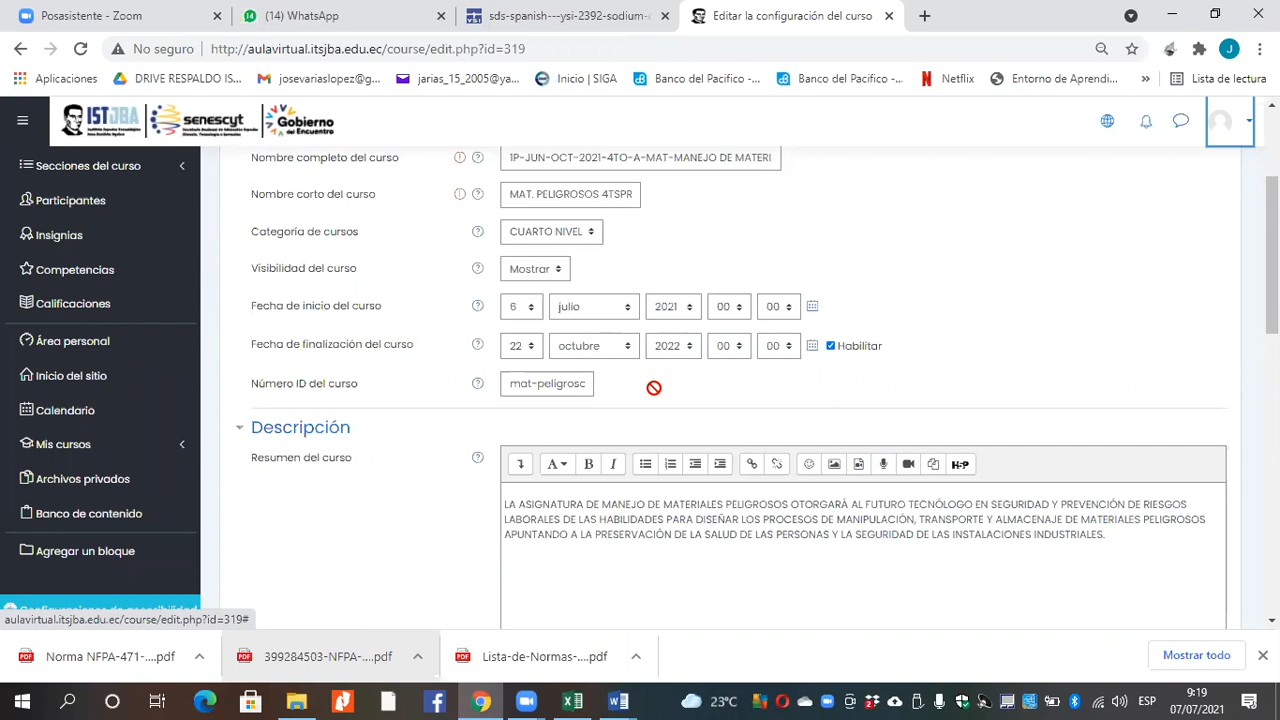 Posasistente - Zoom
(14) WhatsApp
sds-spanish---ysi-2392-sodium-c
Editar la configuración del curso
No seguro
http://aulavirtual.itsjba.edu.ec/course/edit.php?id=319
Aplicaciones
DRIVE RESPALDO IS...
josevariaslopez@g...
jarias_15_2005@ya...
Inicio | SIGA
Banco del Pacífico -...
Banco del Pacifico -...
Netflix
Entorno de Aprendi...
»
Lista de lectura
ISTJBA
senescyt
Gobierno
del Encuentro
Secciones del curso
Participantes
Insignias
Competencias
Calificaciones
Área personal
Inicio del sitio
Calendario
Mis cursos
Archivos privados
Banco de contenido
Agregar un bloque
Nombre completo del curso
1P-JUN-OCT-2021-4TO-A-MAT-MANEJO DE MATERI
Nombre corto del curso
MAT. PELIGROSOS 4TSPR
Categoría de cursos
CUARTO NIVEL
Visibilidad del curso
Mostrar
Fecha de inicio del curso
6 julio 2021 00 00
Fecha de finalización del curso
22 octubre 2022 00 00 Habilitar
Número ID del curso
mat-peligrosc
Descripción
Resumen del curso
A B I H-P
LA ASIGNATURA DE MANEJO DE MATERIALES PELIGROSOS OTORGARÁ AL FUTURO TECNÓLOGO EN SEGURIDAD Y PREVENCIÓN DE RIESGOS
LABORALES DE LAS HABILIDADES PARA DISEÑAR LOS PROCESOS DE MANIPULACIÓN, TRANSPORTE Y ALMACENAJE DE MATERIALES PELIGROSOS
APUNTANDO A LA PRESERVACIÓN DE LA SALUD DE LAS PERSONAS Y LA SEGURIDAD DE LAS INSTALACIONES INDUSTRIALES.
Configuraciones de accesibilidad
aulavirtual.itsjba.edu.ec/course/edit.php?id=319#
Norma NFPA-471-....pdf
399284503-NFPA-....pdf
Lista-de-Normas-....pdf
Mostrar todo
23°C
ESP
9:19
07/07/2021